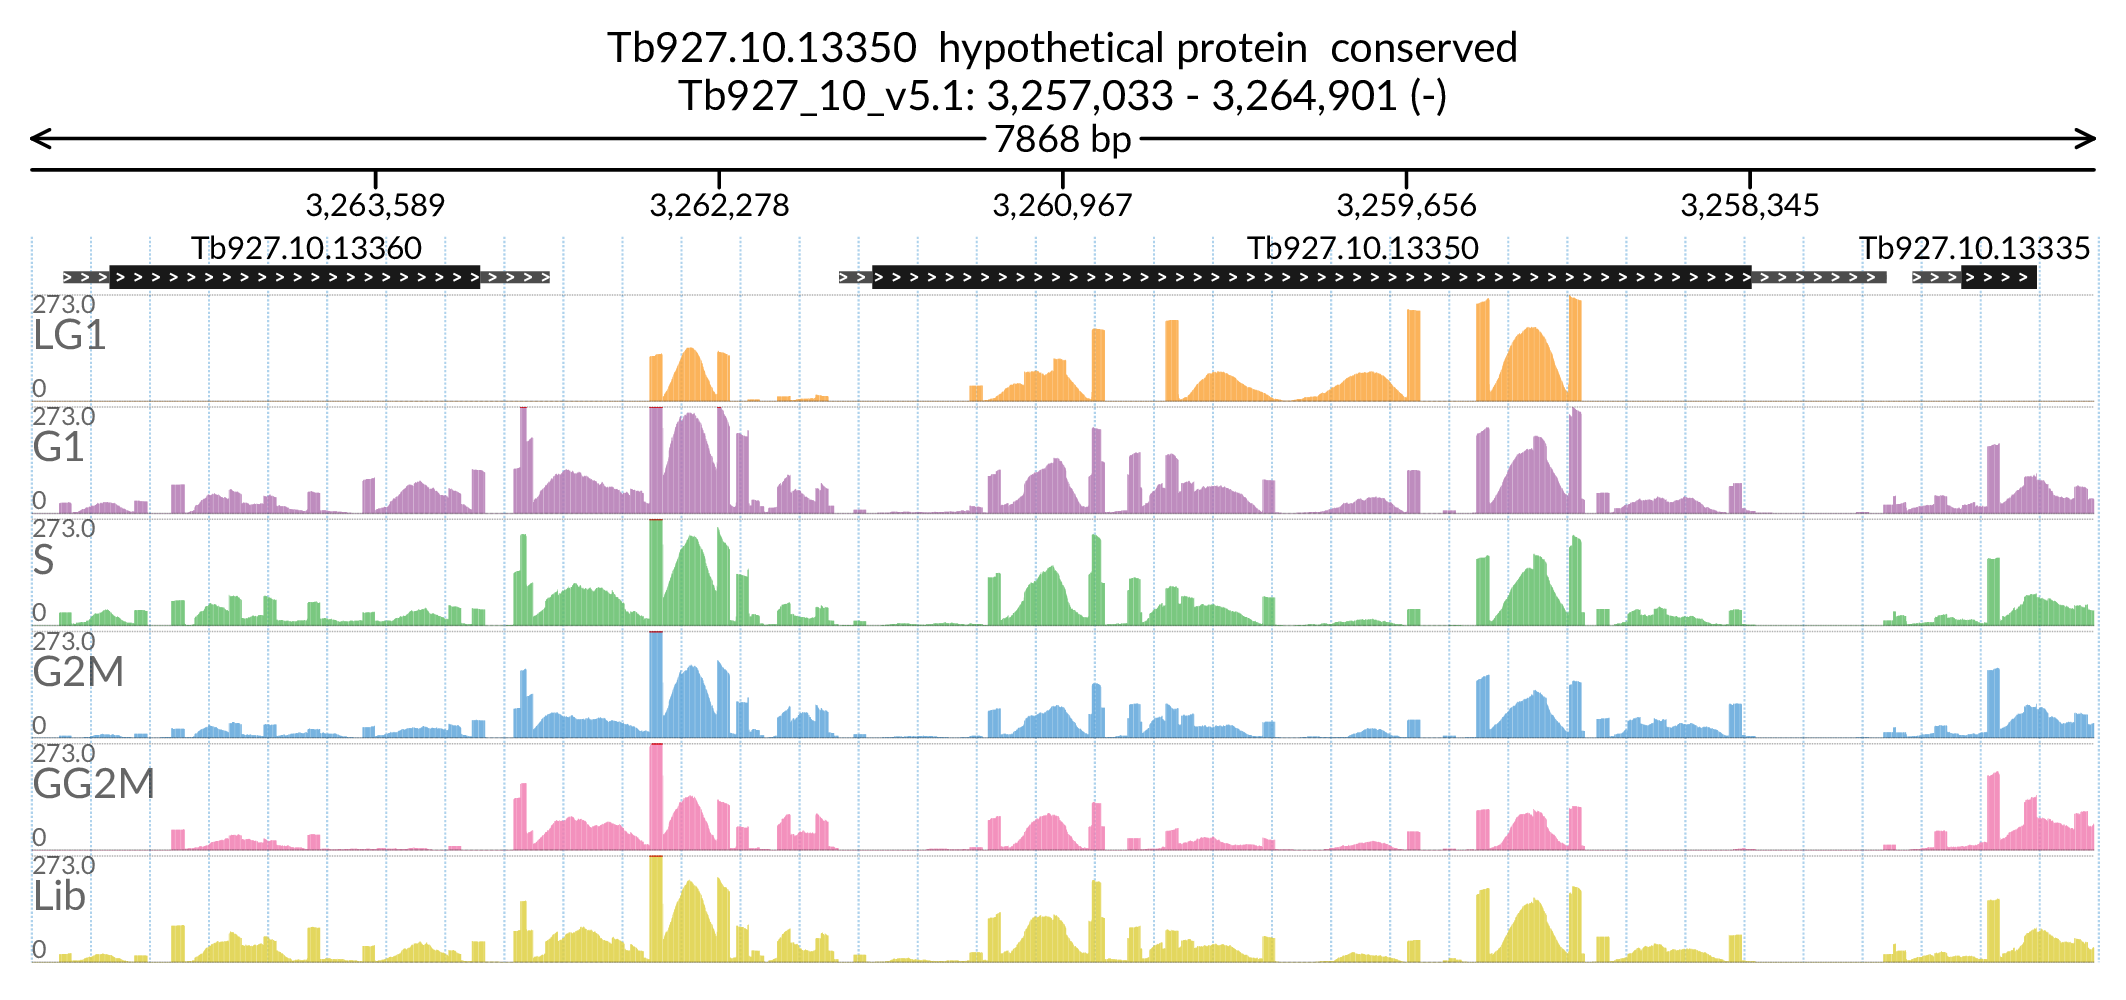 Tb927.10.13350 hypothetical protein conserved
Tb927_10_v5.1: 3,257,033 - 3,264,901 (-)
7868 bp
3,263,589 3,262,278 3,260,967 3,259,656 3,258,345
Tb927.10.13360 Tb927.10.13350 Tb927.10.13335
273.0
LG1
0
273.0
G1
0
273.0
S
0
273.0
G2M
0
273.0
GG2M
0
273.0
Lib
0